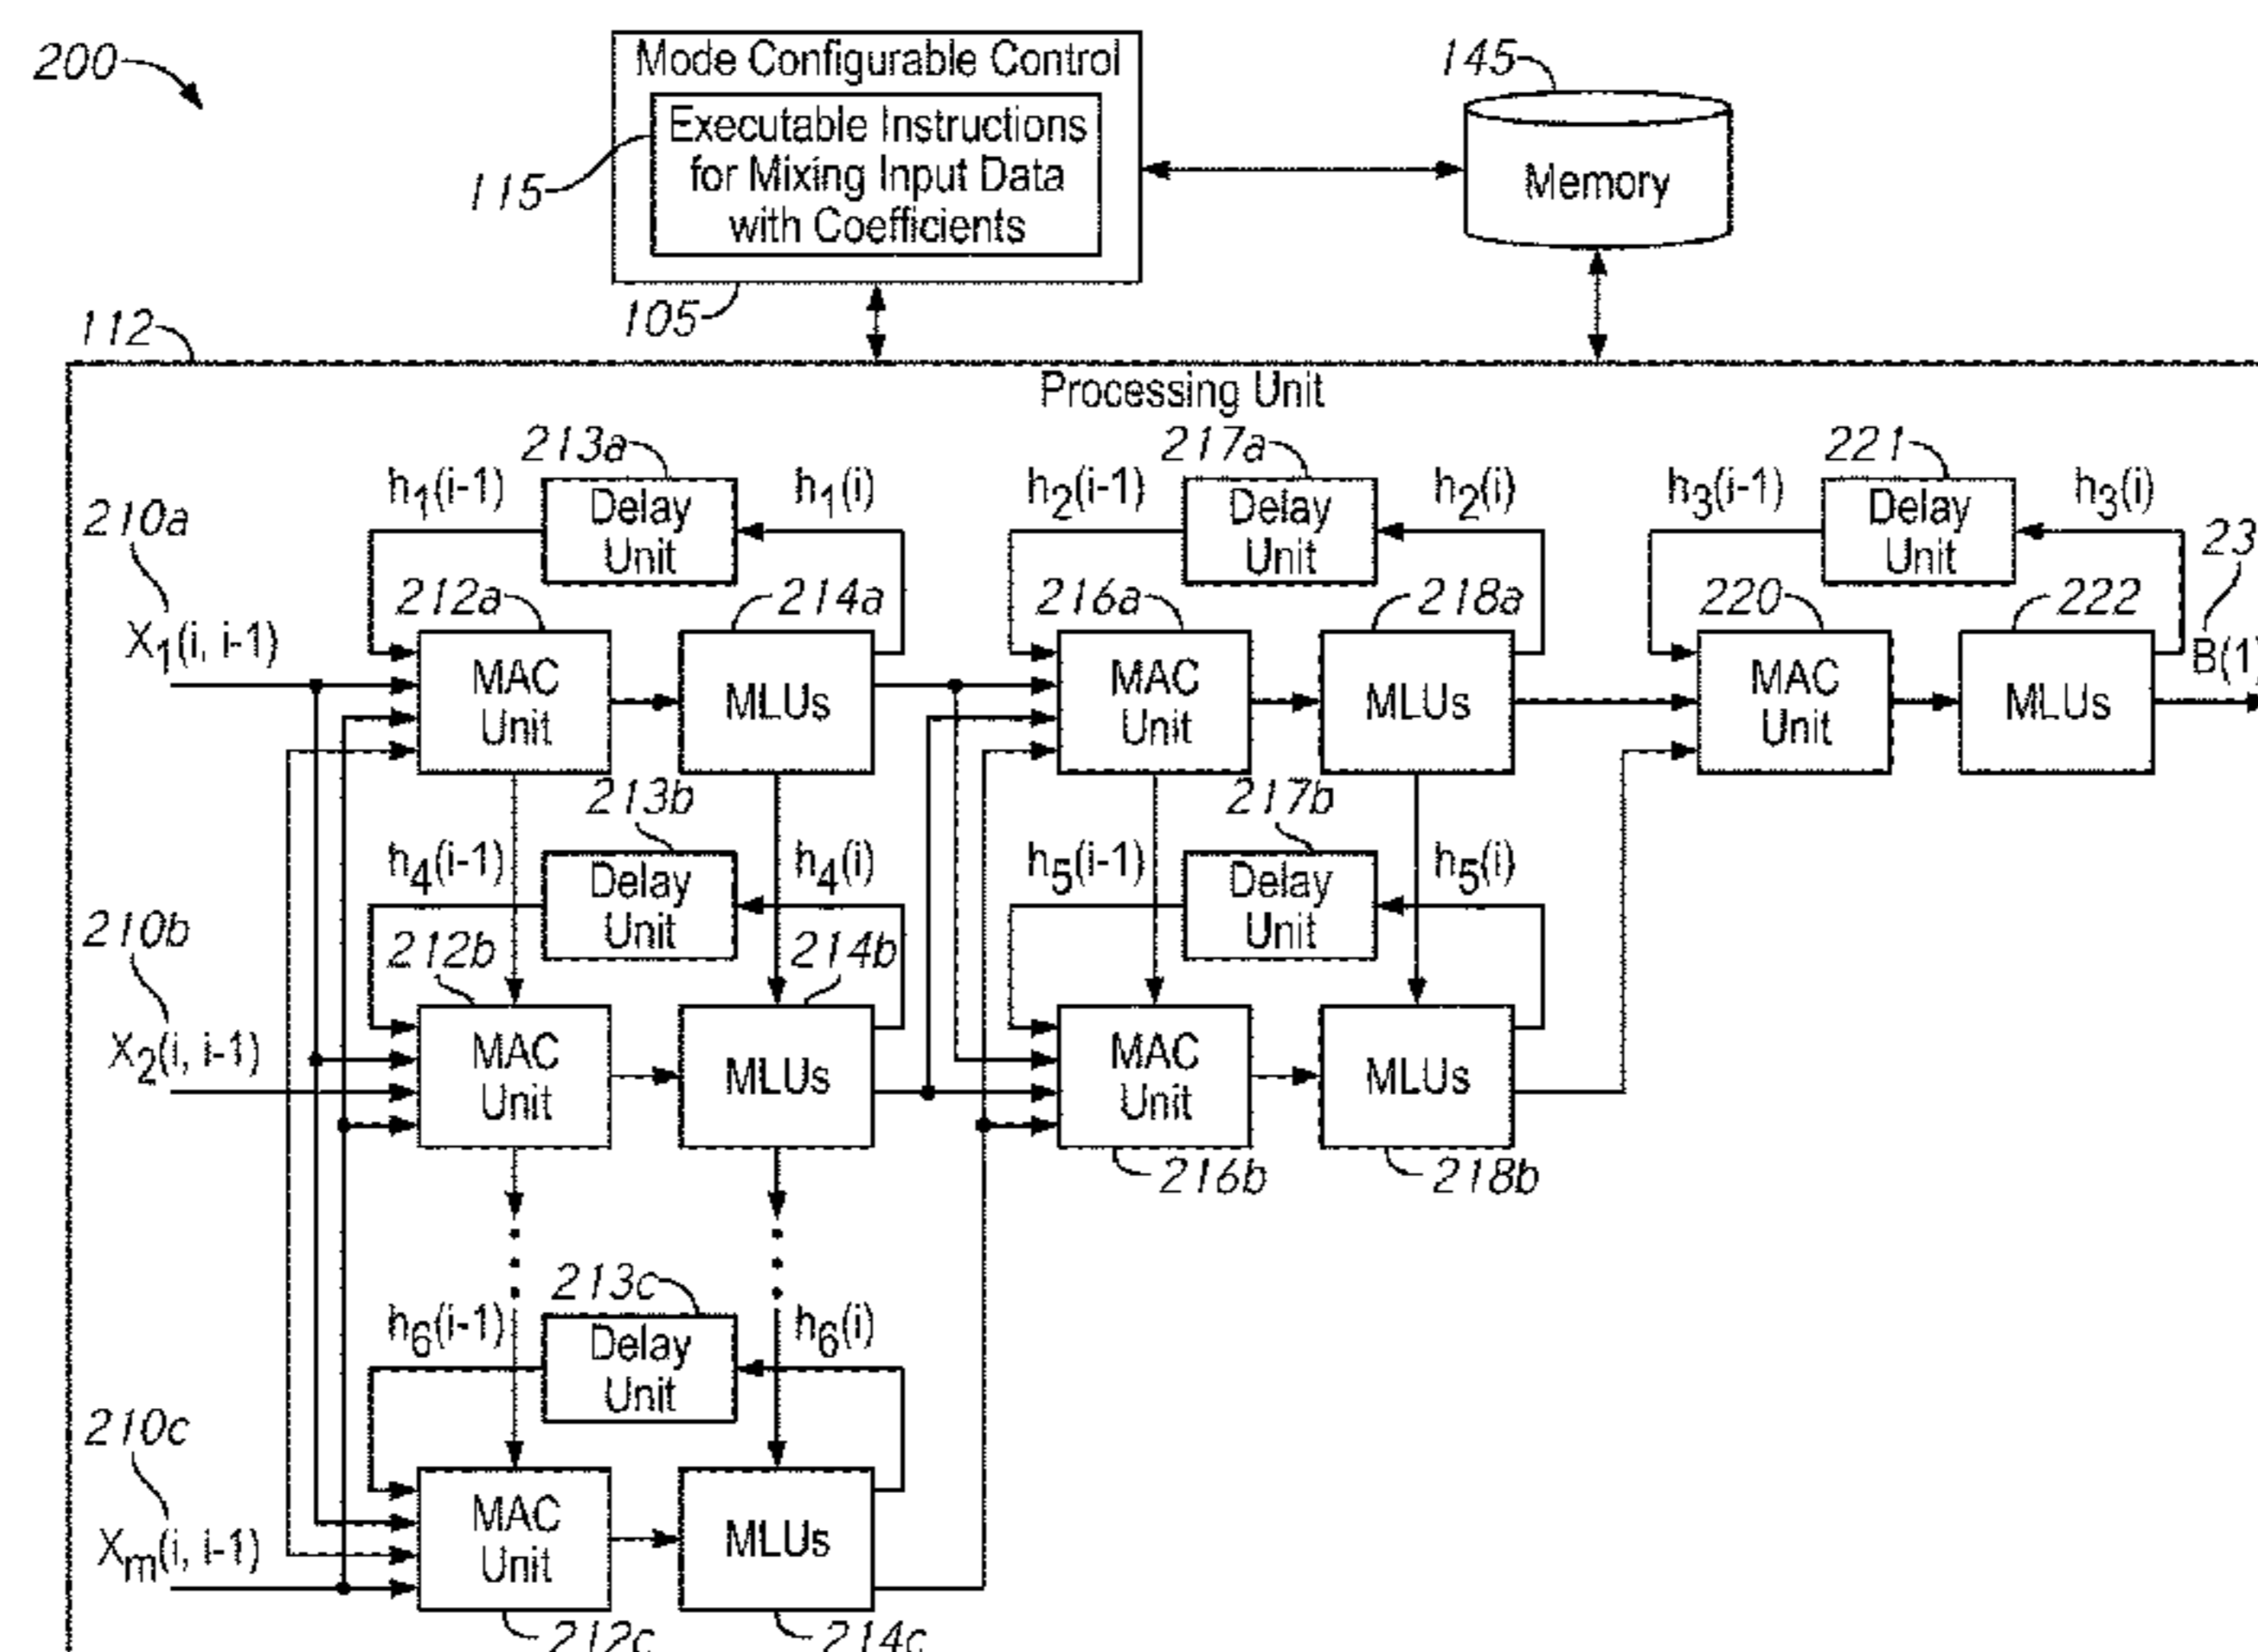 200
Mode Configurable Control
Executable Instructions
for Mixing Input Data
with Coefficients
115
105
145
Memory
112
Processing Unit
213a
217a
221
h1(i-1)
Delay
Unit
h1(i)
h2(i-1)
Delay
Unit
h2(i)
h3(i-1)
Delay
Unit
h3(i)
210a
23
212a
214a
216a
218a
220
222
X1(i, i-1)
MAC
Unit
MLUs
MAC
Unit
MLUs
MAC
Unit
MLUs
B(1)
213b
217b
h4(i-1)
Delay
Unit
h4(i)
h5(i-1)
Delay
Unit
h5(i)
210b
212b
214b
X2(i, i-1)
MAC
Unit
MLUs
MAC
Unit
MLUs
216b
218b
213c
h6(i-1)
Delay
Unit
h6(i)
210c
Xm(i, i-1)
MAC
Unit
MLUs
212c
214c